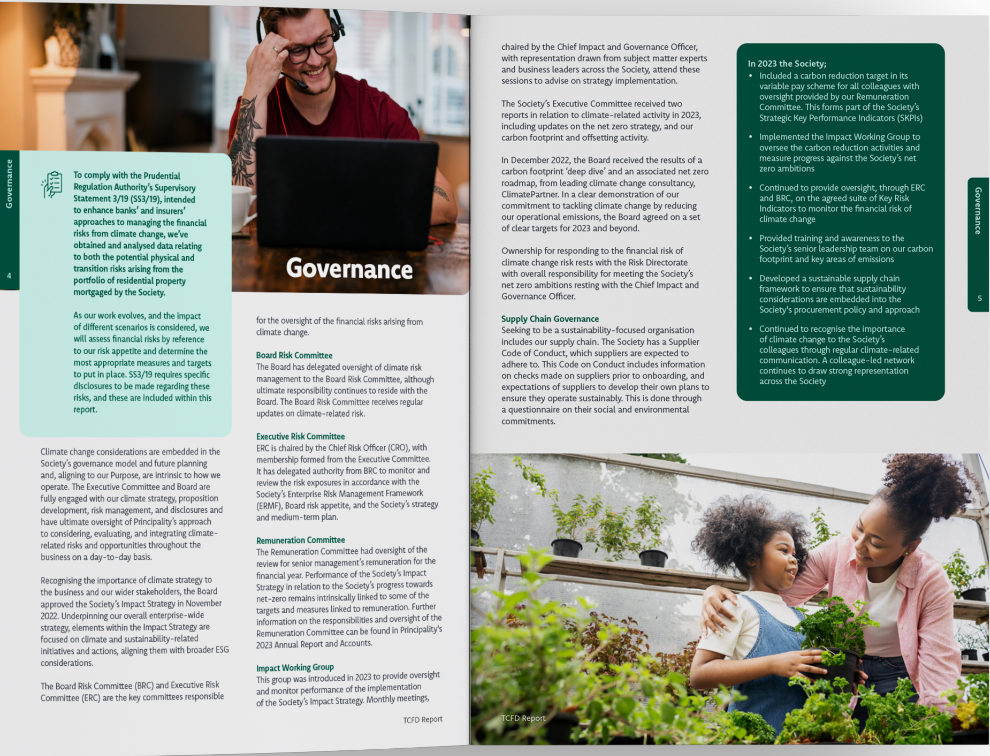 Governance
4
To comply with the Prudential
Regulation Authority's Supervisory
Statement 3/19 (SS3/19), intended
to enhance banks' and insurers'
approaches to managing the financial
risks from climate change, we've
obtained and analysed data relating
to both the potential physical and
transition risks arising from the
portfolio of residential property
mortgaged by the Society.
As our work evolves, and the impact
of different scenarios is considered, we
will assess financial risks by reference
to our risk appetite and determine the
most appropriate measures and targets
to put in place. SS3/19 requires specific
disclosures to be made regarding these
risks, and these are included within this
report.
Climate change considerations are embedded in the
Society's governance model and future planning
and, aligning to our Purpose, are intrinsic to how we
operate. The Executive Committee and Board are
fully engaged with our climate strategy, proposition
development, risk management, and disclosures and
have ultimate oversight of Principality's approach
to considering, evaluating, and integrating climate-
related risks and opportunities throughout the
business on a day-to-day basis.
Recognising the importance of climate strategy to
the business and our wider stakeholders, the Board
approved the Society's Impact Strategy in November
2022. Underpinning our overall enterprise-wide
strategy, elements within the Impact Strategy are
focused on climate and sustainability-related
initiatives and actions, aligning them with broader ESG
considerations.
The Board Risk Committee (BRC) and Executive Risk
Committee (ERC) are the key committees responsible
Governance
for the oversight of the financial risks arising from
climate change.
Board Risk Committee
The Board has delegated oversight of climate risk
management to the Board Risk Committee, although
ultimate responsibility continues to reside with the
Board. The Board Risk Committee receives regular
updates on climate-related risk.
Executive Risk Committee
ERC is chaired by the Chief Risk Officer (CRO), with
membership formed from the Executive Committee.
It has delegated authority from BRC to monitor and
review the risk exposures in accordance with the
Society's Enterprise Risk Management Framework
(ERMF), Board risk appetite, and the Society's strategy
and medium-term plan.
Remuneration Committee
The Remuneration Committee had oversight of the
review for senior management's remuneration for the
financial year. Performance of the Society's Impact
Strategy in relation to the Society's progress towards
net-zero remains intrinsically linked to some of the
targets and measures linked to remuneration. Further
information on the responsibilities and oversight of the
Remuneration Committee can be found in Principality's
2023 Annual Report and Accounts.
Impact Working Group
This group was introduced in 2023 to provide oversight
and monitor performance of the implementation
of the Society's Impact Strategy. Monthly meetings,
TCFD Report
chaired by the Chief Impact and Governance Officer,
with representation drawn from subject matter experts
and business leaders across the Society, attend these
sessions to advise on strategy implementation.
The Society's Executive Committee received two
reports in relation to climate-related activity in 2023,
including updates on the net zero strategy, and our
carbon footprint and offsetting activity.
In December 2022, the Board received the results of a
carbon footprint 'deep dive' and an associated net zero
roadmap, from leading climate change consultancy,
ClimatePartner. In a clear demonstration of our
commitment to tackling climate change by reducing
our operational emissions, the Board agreed on a set
of clear targets for 2023 and beyond.
Ownership for responding to the financial risk of
climate change risk rests with the Risk Directorate
with overall responsibility for meeting the Society's
net zero ambitions resting with the Chief Impact and
Governance Officer.
Supply Chain Governance
Seeking to be a sustainability-focused organisation
includes our supply chain. The Society has a Supplier
Code of Conduct, which suppliers are expected to
adhere to. This Code on Conduct includes information
on checks made on suppliers prior to onboarding, and
expectations of suppliers to develop their own plans to
ensure they operate sustainably. This is done through
a questionnaire on their social and environmental
commitments.
In 2023 the Society;
• Included a carbon reduction target in its
variable pay scheme for all colleagues with
oversight provided by our Remuneration
Committee. This forms part of the Society's
Strategic Key Performance Indicators (SKPIs)
• Implemented the Impact Working Group to
oversee the carbon reduction activities and
measure progress against the Society's net
zero ambitions
• Continued to provide oversight, through ERC
and BRC, on the agreed suite of Key Risk
Indicators to monitor the financial risk of
climate change
• Provided training and awareness to the
Society's senior leadership team on our carbon
footprint and key areas of emissions
• Developed a sustainable supply chain
framework to ensure that sustainability
considerations are embedded into the
Society's procurement policy and approach
• Continued to recognise the importance
of climate change to the Society's
colleagues through regular climate-related
communication. A colleague-led network
continues to draw strong representation
across the Society
Governance
5
TCFD Report